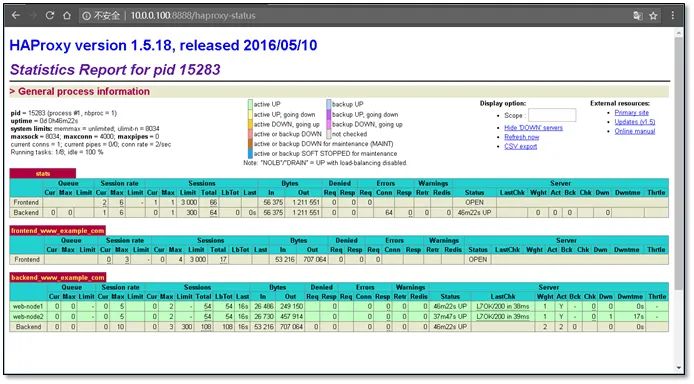 不安全 | 10.0.0.100:8888/haproxy-status
HAProxy version 1.5.18, released 2016/05/10
Statistics Report for pid 15283
> General process information
pid = 15283 (process #1, nbproc = 1)
uptime = 0d 0h46m22s
system limits: memmax = unlimited; ulimit-n = 8034
maxsock = 8034; maxconn = 4000; maxpipes = 0
current conns = 1; current pipes = 0/0; conn rate = 2/sec
Running tasks: 1/8; idle = 100 %
active UP backup UP
active UP, going down backup UP, going down
active DOWN, going up backup DOWN, going up
active or backup DOWN not checked
active or backup DOWN for maintenance (MAINT)
active or backup SOFT STOPPED for maintenance
Note: "NOLB"/"DRAIN" = UP with load-balancing disabled.
Display option:
Scope :
Hide 'DOWN' servers
Refresh now
CSV export
External resources:
Primary site
Updates (v1.5)
Online manual
stats
Queue Session rate Sessions Bytes Denied Errors Warnings Server
Cur Max Limit Cur Max Limit Cur Max Limit Total LbTot Last In Out Req Resp Req Conn Resp Retr Redis Status LastChk Wght Act Bck Chk Dwn Dwntme Thrtle
Frontend 2 6 - 1 1 3 000 66 56 375 1 211 551 0 0 0 OPEN
Backend 0 0 1 6 0 1 300 64 0 0s 56 375 1 211 551 0 0 64 0 0 0 46m22s UP 0 0 0 0
frontend_www_example_com
Queue Session rate Sessions Bytes Denied Errors Warnings Server
Cur Max Limit Cur Max Limit Cur Max Limit Total LbTot Last In Out Req Resp Req Conn Resp Retr Redis Status LastChk Wght Act Bck Chk Dwn Dwntme Thrtle
Frontend 0 3 - 0 4 3 000 17 53 216 707 064 0 0 0 OPEN
backend_www_example_com
Queue Session rate Sessions Bytes Denied Errors Warnings Server
Cur Max Limit Cur Max Limit Cur Max Limit Total LbTot Last In Out Req Resp Req Conn Resp Retr Redis Status LastChk Wght Act Bck Chk Dwn Dwntme Thrtle
web-node1 0 0 - 0 5 0 2 - 54 54 16s 26 486 249 150 0 0 0 0 0 46m22s UP L7OK/200 in 38ms 1 Y - 0 0 0s -
web-node2 0 0 - 0 5 0 2 - 54 54 16s 26 730 457 914 0 0 0 0 0 37m47s UP L7OK/200 in 39ms 1 Y - 0 1 17s -
Backend 0 0 0 10 0 3 300 108 108 16s 53 216 707 064 0 0 0 0 0 0 46m22s UP 2 2 0 0 0s